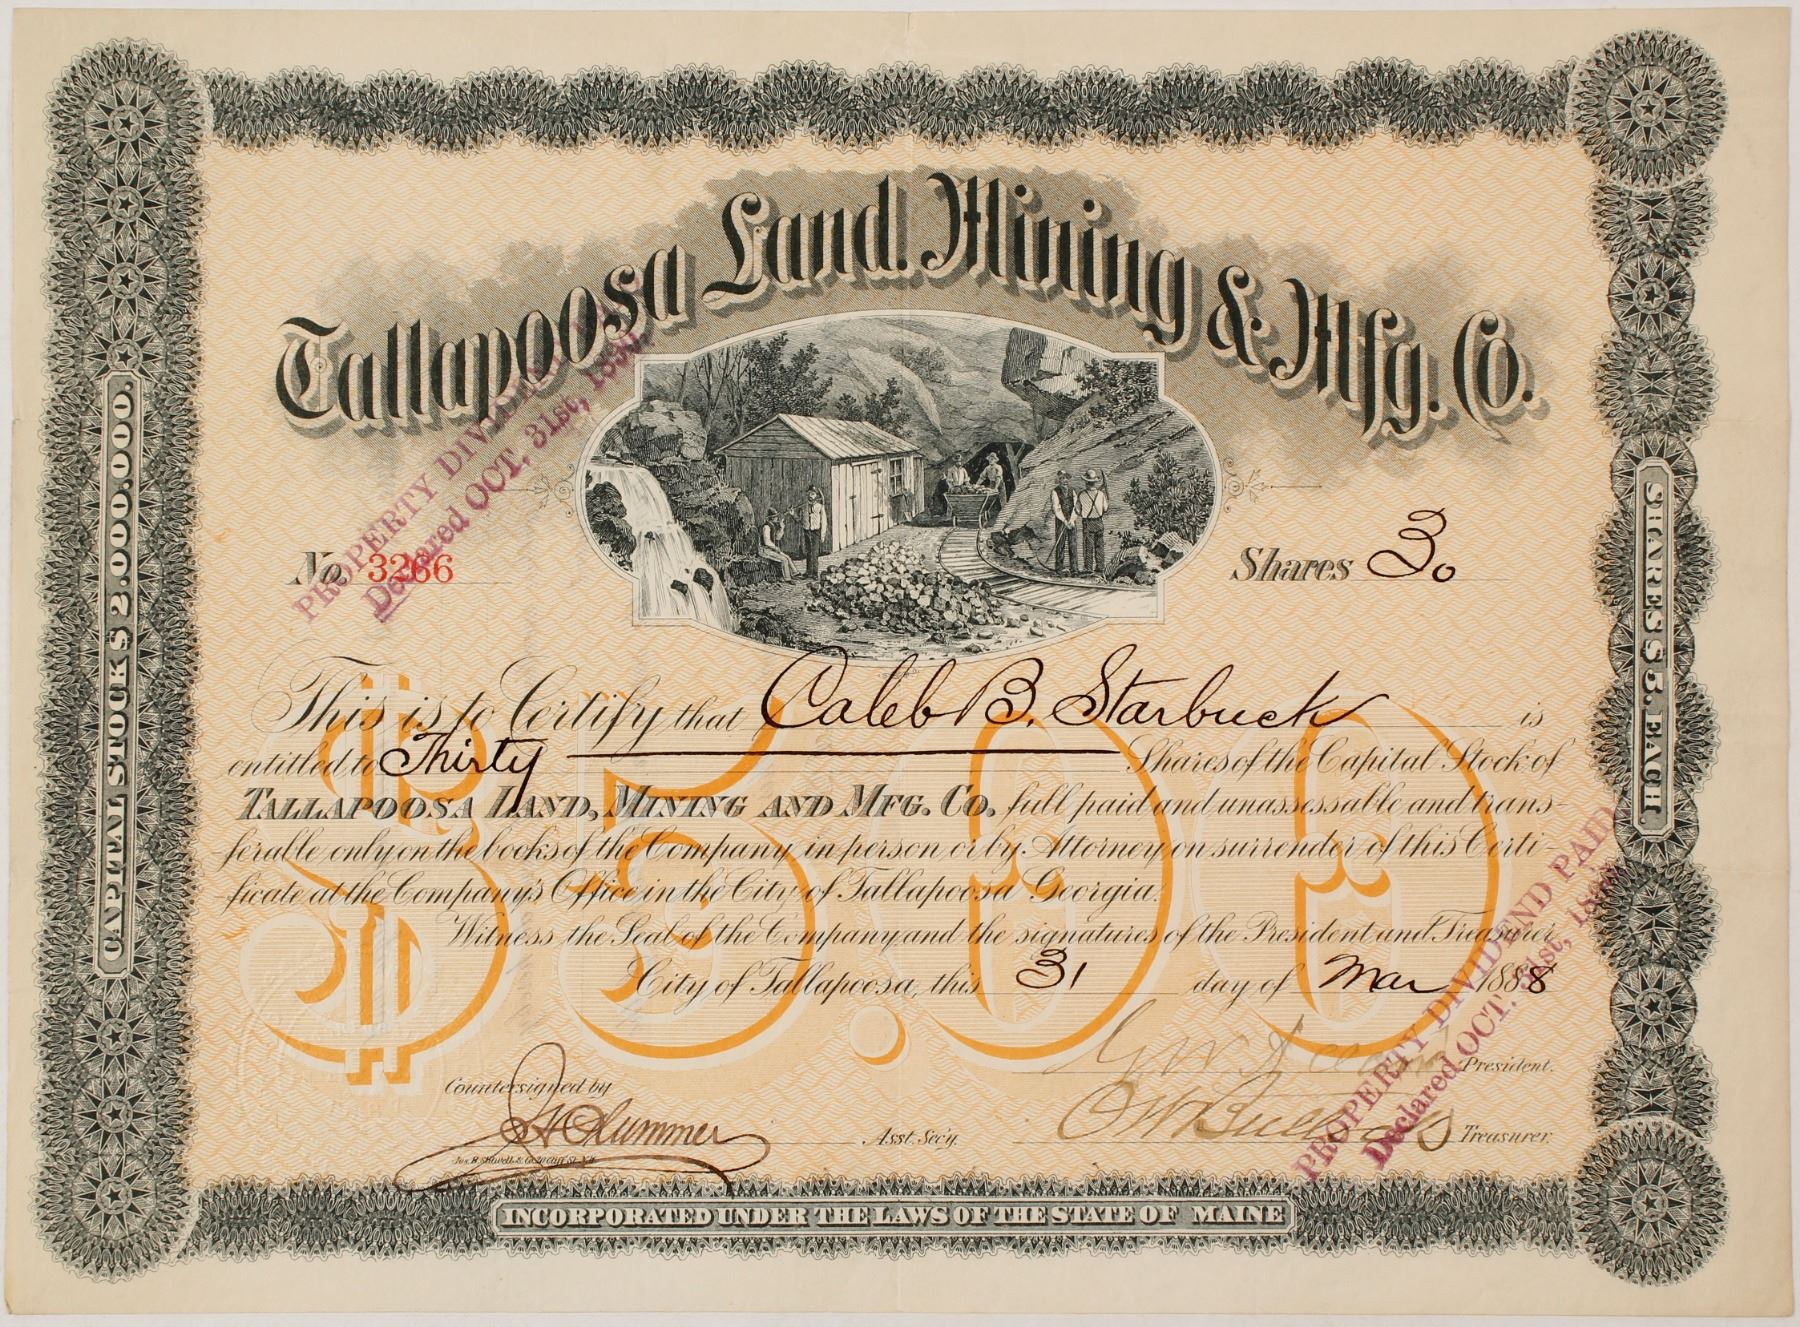 Tallapoosa Land, Mining & Mfg. Co.
PROPERTY DIVIDEND
Declared OCT. 31st,
No. 3266
Shares 30
This is to Certify that Caleb B. Starbuck is
entitled to Thirty Shares of the Capital Stock of
TALLAPOOSA LAND, MINING AND MFG. CO. full paid and unassessable and trans-
ferable only on the books of the Company in person or by Attorney on surrender of this Certi-
ficate at the Company's Office in the City of Tallapoosa Georgia.
Witness the Seal of the Company and the signatures of the President and Treasurer
City of Tallapoosa, this 31 day of Mar 1888
$5.00
President.
Countersigned by
Asst. Sec'y.
Treasurer.
PROPERTY DIVIDEND PAID
Declared OCT. 31st,
CAPITAL STOCK $2.000.000.
SHARES $5. EACH.
INCORPORATED UNDER THE LAWS OF THE STATE OF MAINE